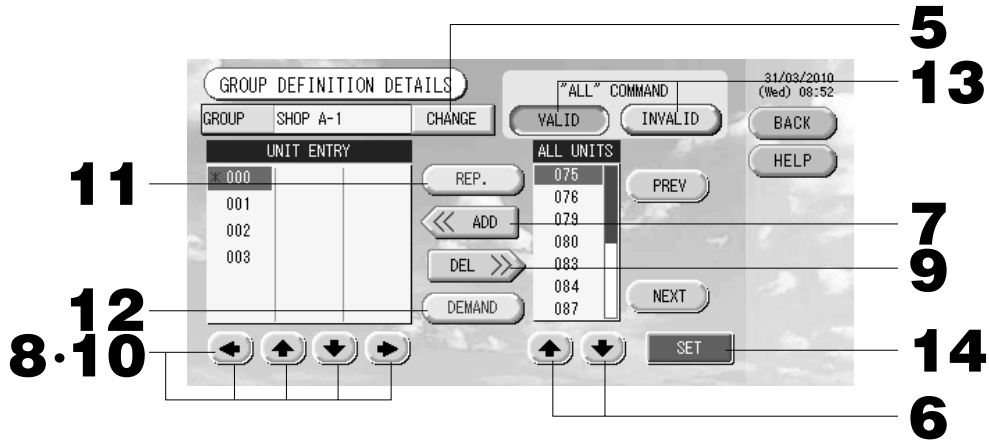 5
GROUP DEFINITION DETAILS
"ALL" COMMAND
31/03/2010
(Wed) 08:52
13
GROUP SHOP A-1 CHANGE
VALID INVALID
BACK
UNIT ENTRY
ALL UNITS
HELP
11
* 000
REP.
075
PREV
001
076
ADD
079
7
002
080
003
DEL
083
9
084
12
DEMAND
087
NEXT
8·10
SET
14
6